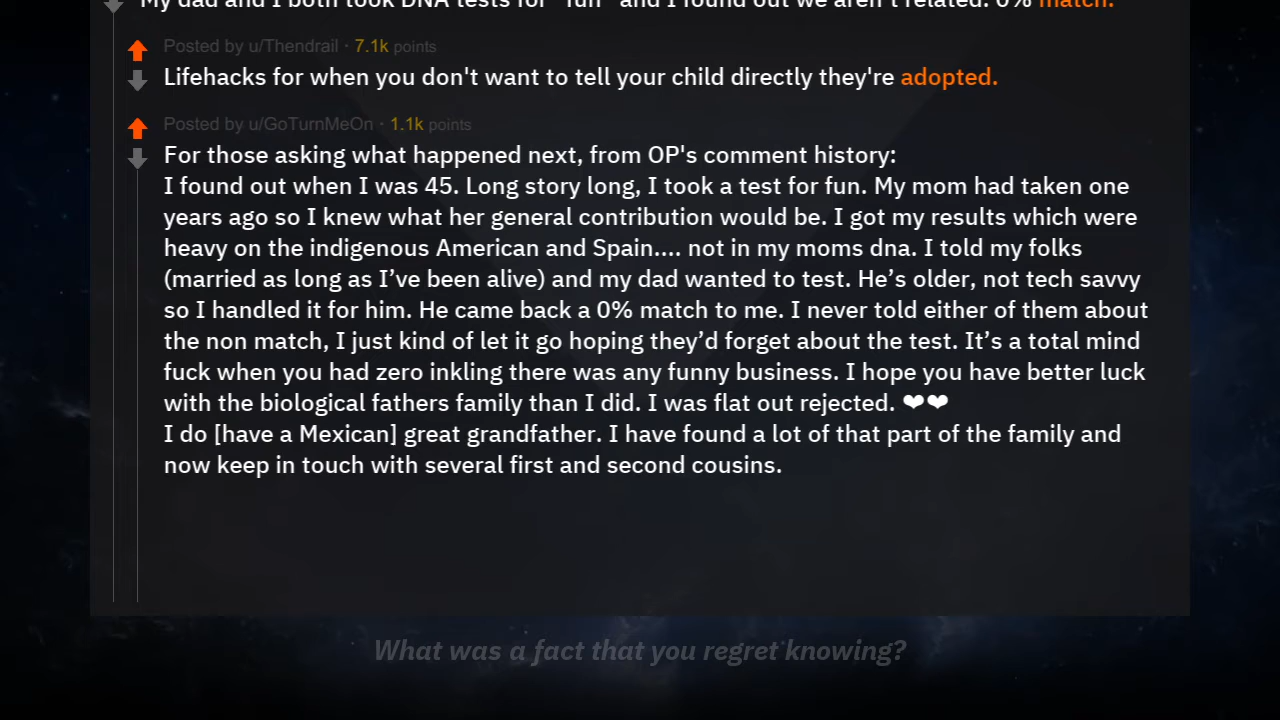 My dad and I both took DNA tests for "fun" and I found out we aren't related. 0% match.
Posted by u/Thendrail · 7.1k points
Lifehacks for when you don't want to tell your child directly they're adopted.
Posted by u/GoTurnMeOn · 1.1k points
For those asking what happened next, from OP's comment history:
I found out when I was 45. Long story long, I took a test for fun. My mom had taken one
years ago so I knew what her general contribution would be. I got my results which were
heavy on the indigenous American and Spain.... not in my moms dna. I told my folks
(married as long as I’ve been alive) and my dad wanted to test. He’s older, not tech savvy
so I handled it for him. He came back a 0% match to me. I never told either of them about
the non match, I just kind of let it go hoping they’d forget about the test. It’s a total mind
fuck when you had zero inkling there was any funny business. I hope you have better luck
with the biological fathers family than I did. I was flat out rejected. ❤❤
I do [have a Mexican] great grandfather. I have found a lot of that part of the family and
now keep in touch with several first and second cousins.
What was a fact that you regret knowing?